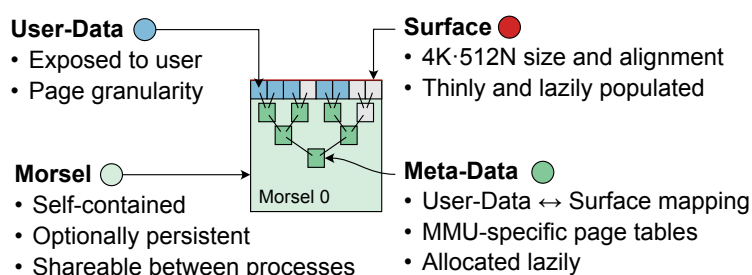 User-Data
• Exposed to user
• Page granularity
Surface
• 4K·512N size and alignment
• Thinly and lazily populated
Morsel
• Self-contained
• Optionally persistent
• Shareable between processes
Morsel 0
Meta-Data
• User-Data ↔ Surface mapping
• MMU-specific page tables
• Allocated lazily